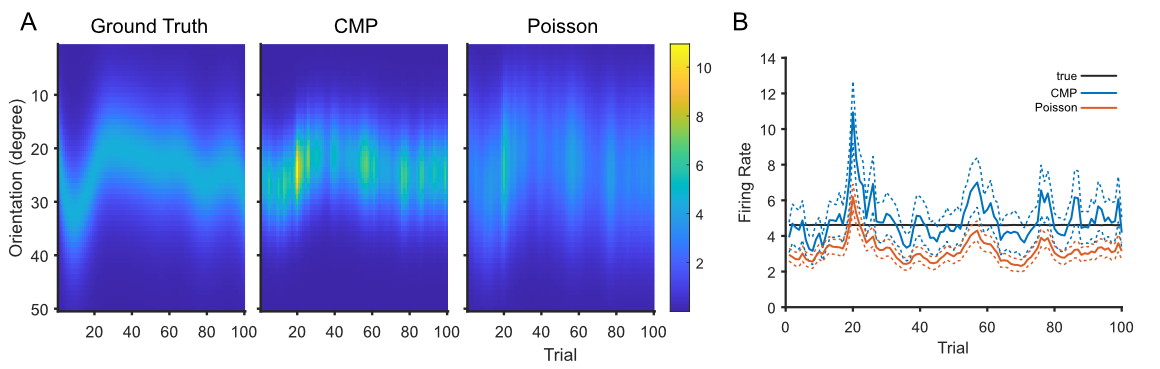 A
Ground Truth
CMP
Poisson
Orientation (degree)
10
20
30
40
50
20 40 60 80 100
20 40 60 80 100
20 40 60 80 100
Trial
10
8
6
4
2
B
14
12
10
8
6
4
2
0
Firing Rate
true
CMP
Poisson
0 20 40 60 80 100
Trial